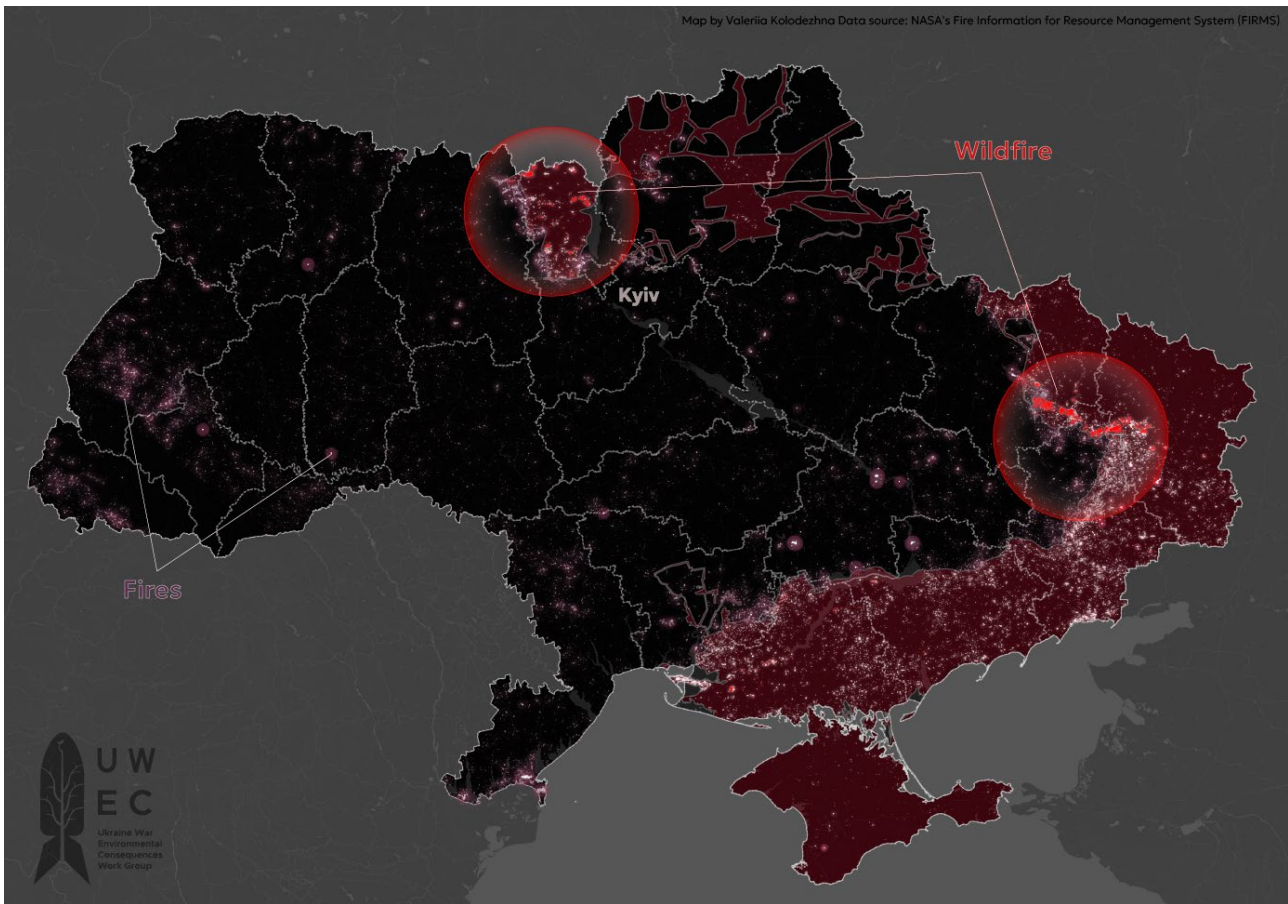 Map by Valeriia Kolodezhna Data source: NASA's Fire Information for Resource Management System (FIRMS)
Wildfire
Kyiv
Fires
U W
E C
Ukraine War
Environmental
Consequences
Work Group